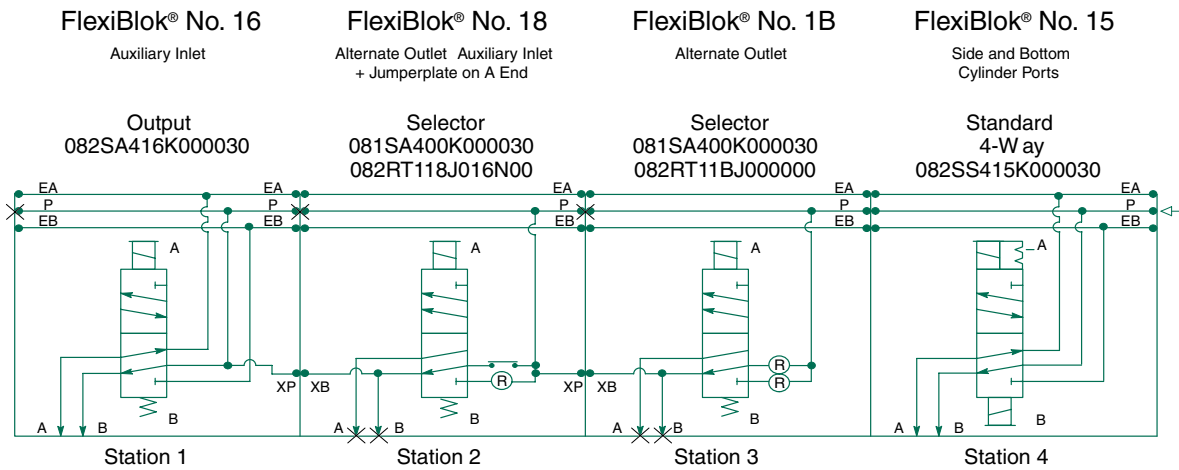 FlexiBlok® No. 16 FlexiBlok® No. 18 FlexiBlok® No. 1B FlexiBlok® No. 15
Auxiliary Inlet Alternate Outlet Auxiliary Inlet Alternate Outlet Side and Bottom
+ Jumperplate on A End Cylinder Ports
Output Selector Selector Standard
082SA416K000030 081SA400K000030 081SA400K000030 4-W ay
082RT118J016N00 082RT11BJ000000 082SS415K000030
EA EA EA EA EA
P P P P P
EB EB EB EB EB
A A A A
R R
XP XB R XP XB R
B B B B
A B A B A B A B
Station 1 Station 2 Station 3 Station 4